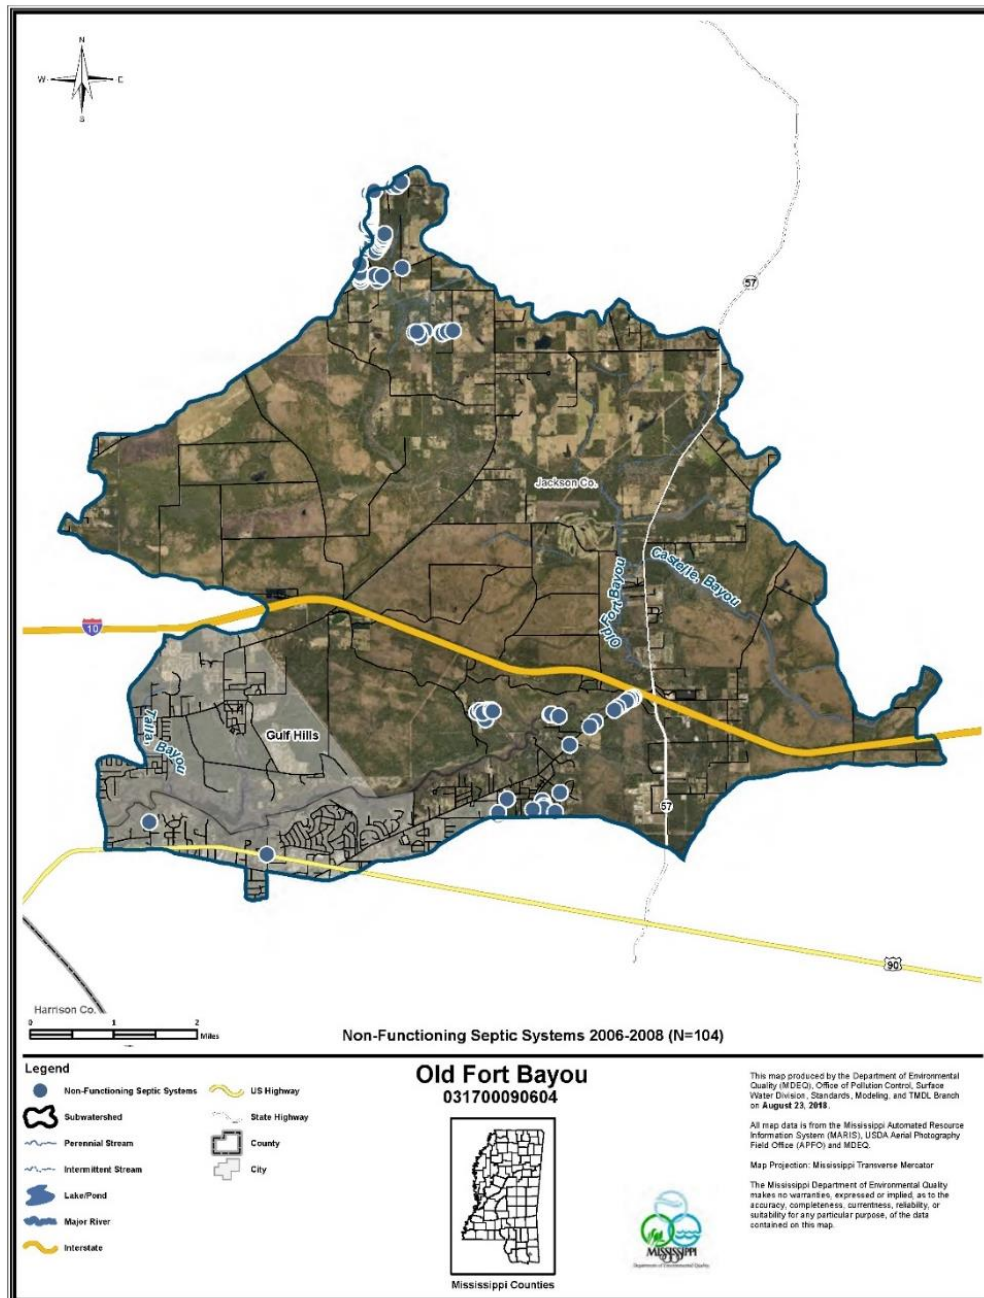 N
W E
S
57
Jackson Co.
Castelle, Bayou
Old Fort Bayou
10
Talla, Bayou
Gulf Hills
57
90
Harrison Co.
0 1 2
Miles
Non-Functioning Septic Systems 2006-2008 (N=104)
Legend
Non-Functioning Septic Systems
Subwatershed
Perennial Stream
Intermittent Stream
Lake/Pond
Major River
Interstate
US Highway
State Highway
County
City
Old Fort Bayou
031700090604
Mississippi Counties
MISSISSIPPI
Department of Environmental Quality
This map produced by the Department of Environmental
Quality (MDEQ), Office of Pollution Control, Surface
Water Division, Standards, Modeling, and TMDL Branch
on August 23, 2018.
All map data is from the Mississippi Automated Resource
Information System (MARIS), USDA Aerial Photography
Field Office (APFO) and MDEQ.
Map Projection: Mississippi Transverse Mercator
The Mississippi Department of Environmental Quality
makes no warranties, expressed or implied, as to the
accuracy, completeness, currentness, reliability, or
suitability for any particular purpose, of the data
contained on this map.